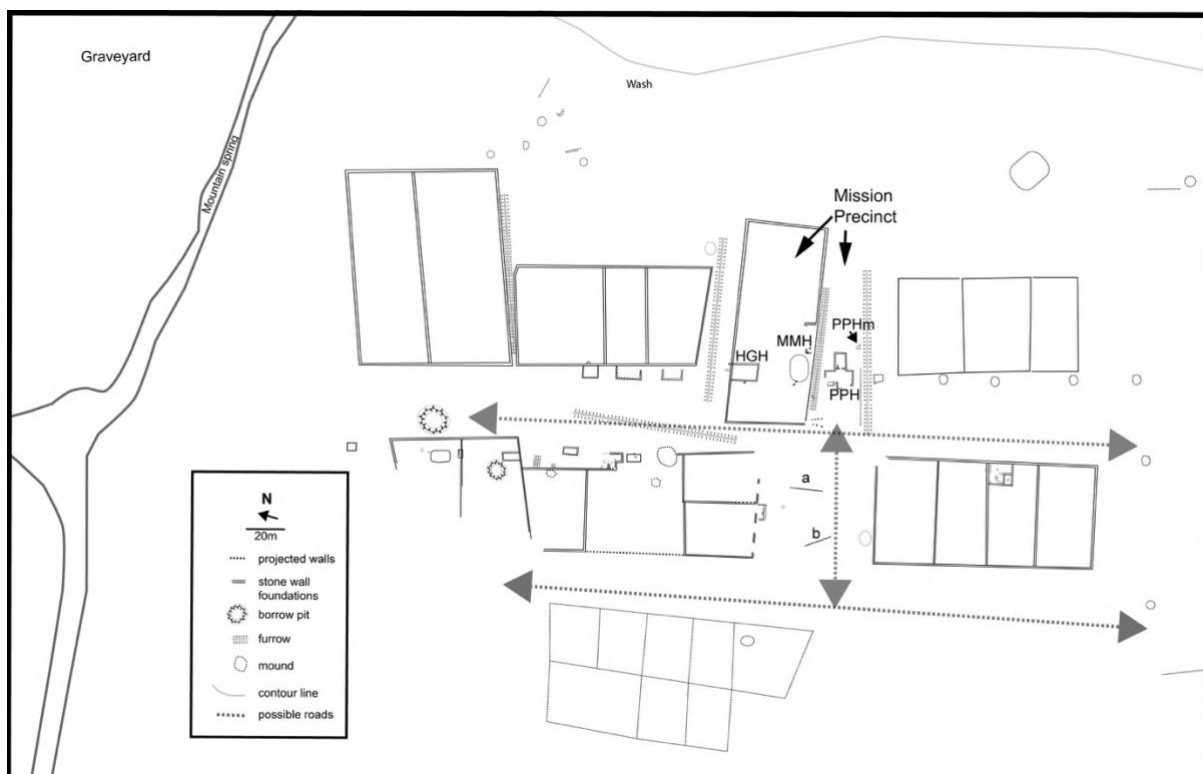 Graveyard
Wash
Mountain spring
Mission
Precinct
PPHm
MMH
HGH
PPH
a
b
N
20m
projected walls
stone wall
foundations
borrow pit
furrow
mound
contour line
possible roads